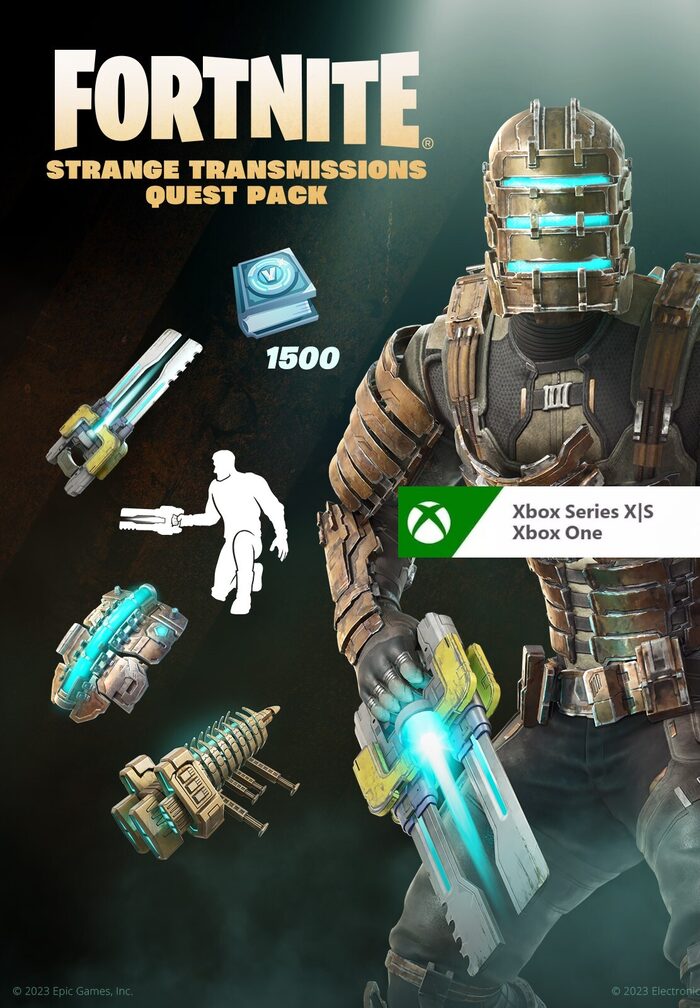 FORTNITE®
STRANGE TRANSMISSIONS
QUEST PACK
V
1500
Xbox Series X|S
Xbox One
© 2023 Epic Games, Inc.
© 2023 Electronic